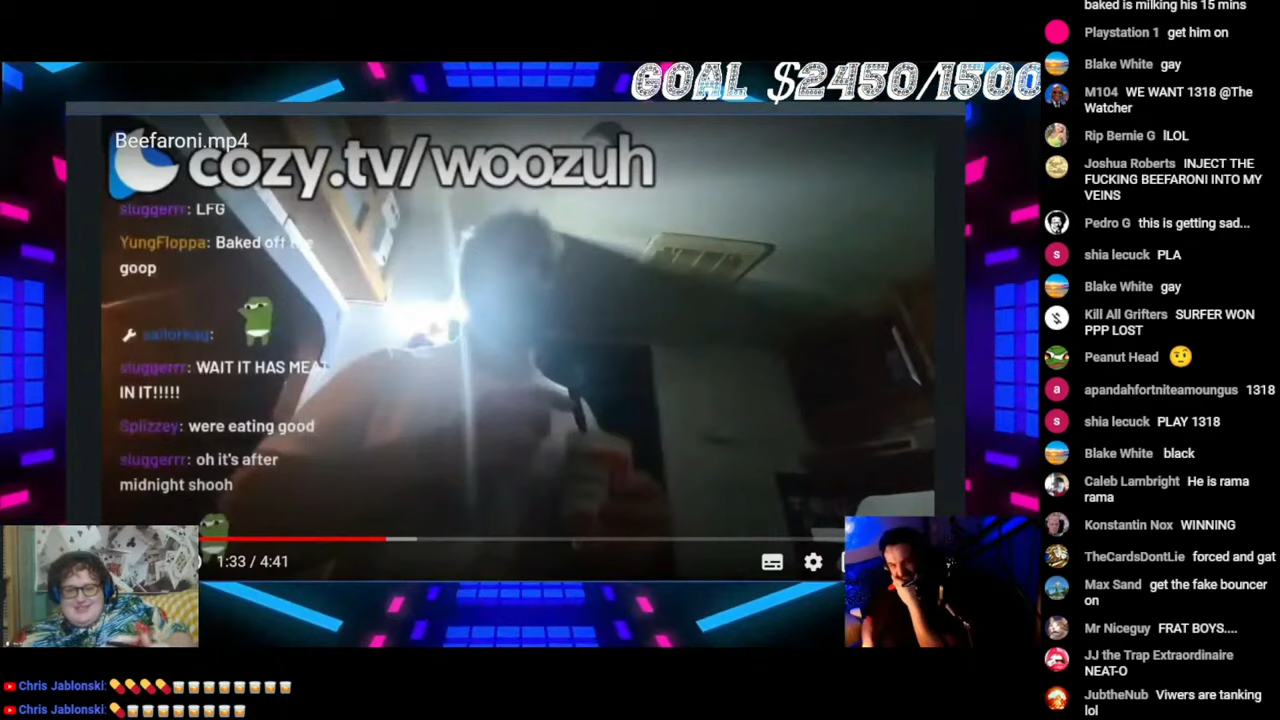 GOAL $2450/1500
Beefaroni.mp4
cozy.tv/woozuh
sluggerrr: LFG
YungFloppa: Baked off
goop
sailorkag:
sluggerrr: WAIT IT HAS MEAT
IN IT!!!!!
Splizzey: were eating good
sluggerrr: oh it's after
midnight shooh
1:33 / 4:41
Chris Jablonski:
Chris Jablonski:
baked is milking his 15 mins
Playstation 1 get him on
Blake White gay
M104 WE WANT 1318 @The
Watcher
Rip Bernie G lLOL
Joshua Roberts INJECT THE
FUCKING BEEFARONI INTO MY
VEINS
Pedro G this is getting sad...
s
shia lecuck PLA
Blake White gay
Kill All Grifters SURFER WON
PPP LOST
Peanut Head
a
apandahfortniteamoungus 1318
s
shia lecuck PLAY 1318
Blake White black
Caleb Lambright He is rama
rama
Konstantin Nox WINNING
TheCardsDontLie forced and gat
Max Sand get the fake bouncer
on
Mr Niceguy FRAT BOYS....
JJ the Trap Extraordinaire
NEAT-O
JubtheNub Viwers are tanking
lol